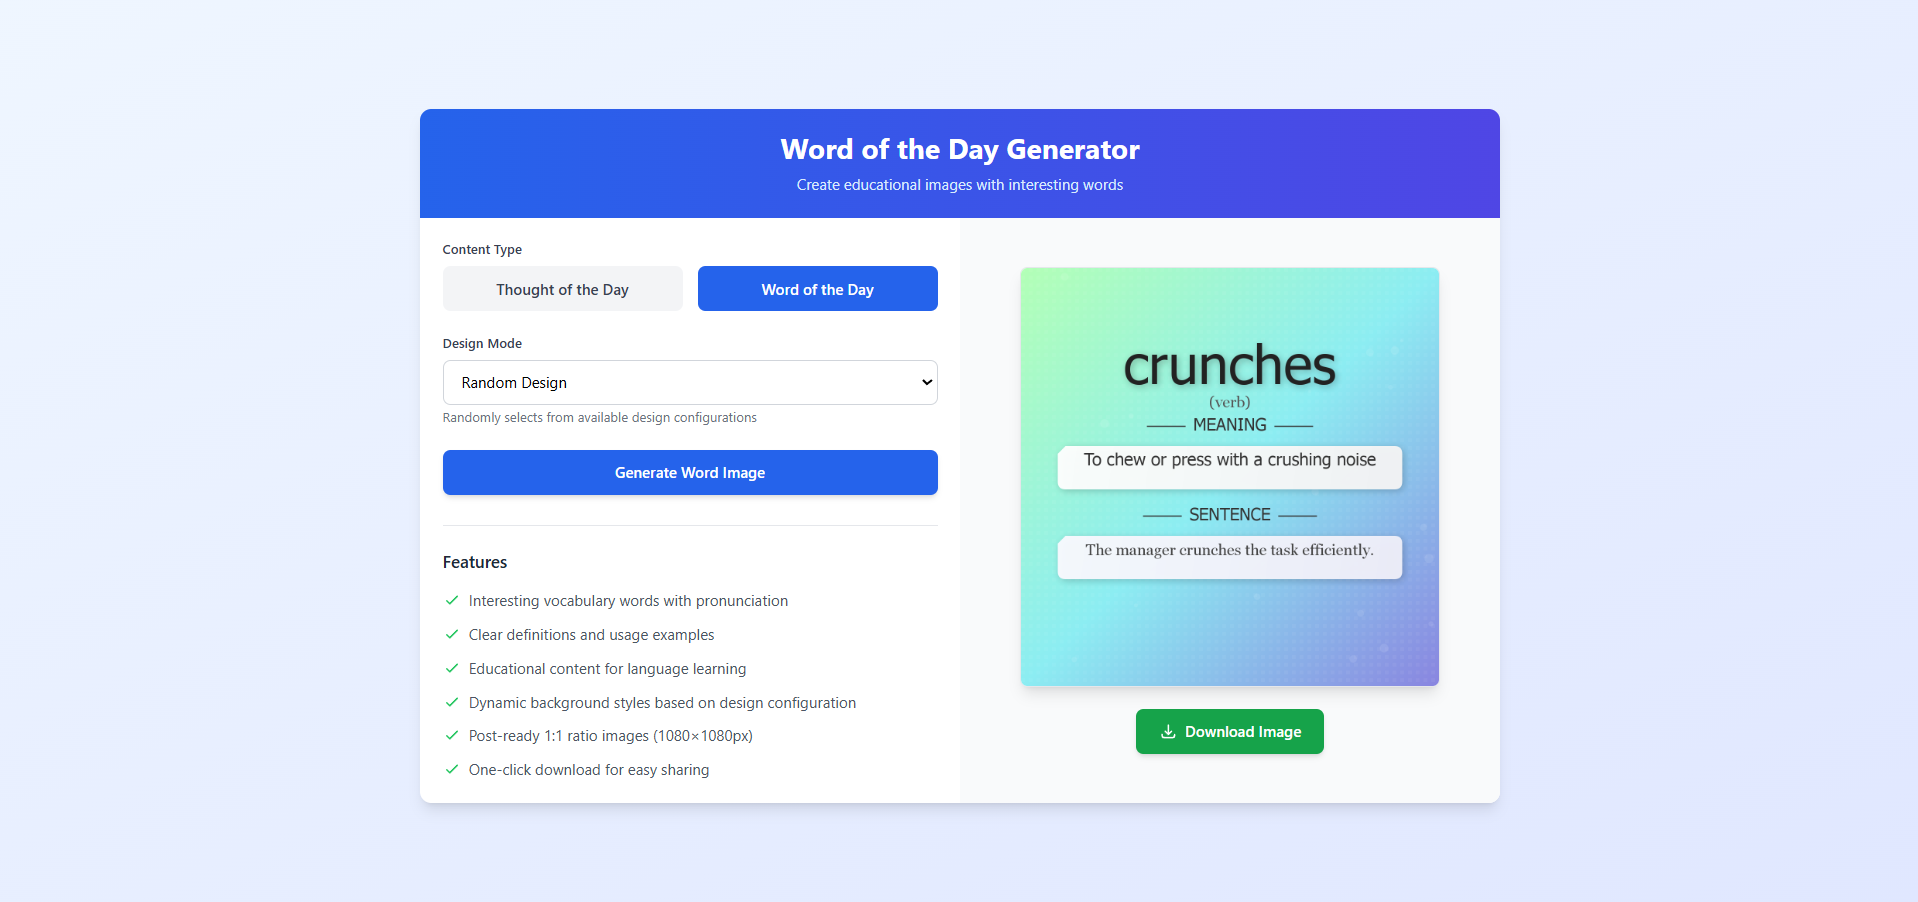 Word of the Day Generator
Create educational images with interesting words
Content Type
Thought of the Day
Word of the Day
Design Mode
Random Design
Randomly selects from available design configurations
Generate Word Image
Features
Interesting vocabulary words with pronunciation
Clear definitions and usage examples
Educational content for language learning
Dynamic background styles based on design configuration
Post-ready 1:1 ratio images (1080×1080px)
One-click download for easy sharing
crunches
(verb)
MEANING
To chew or press with a crushing noise
SENTENCE
The manager crunches the task efficiently.
Download Image